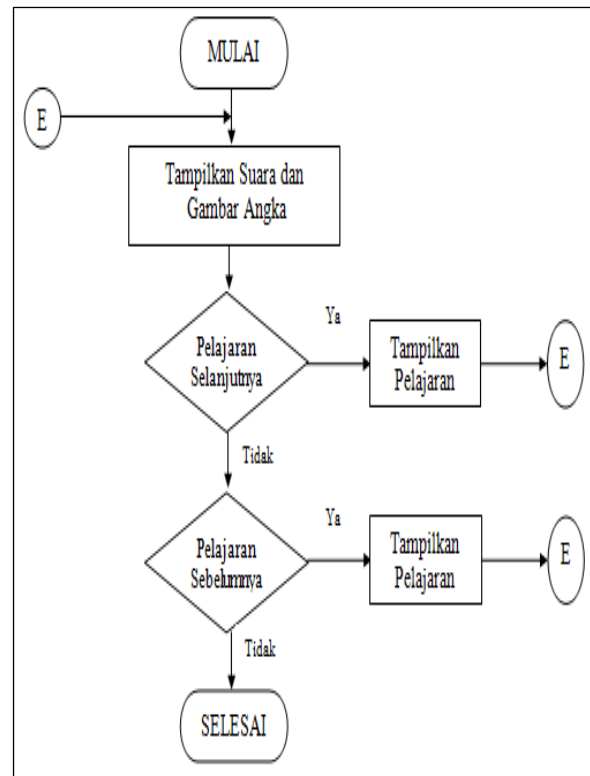 MULAI
E
Tampilkan Suara dan
Gambar Angka
Ya
Pelajaran
Selanjutnya
Tampilkan
Pelajaran
E
Tidak
Ya
Pelajaran
Sebelumnya
Tampilkan
Pelajaran
E
Tidak
SELESAI